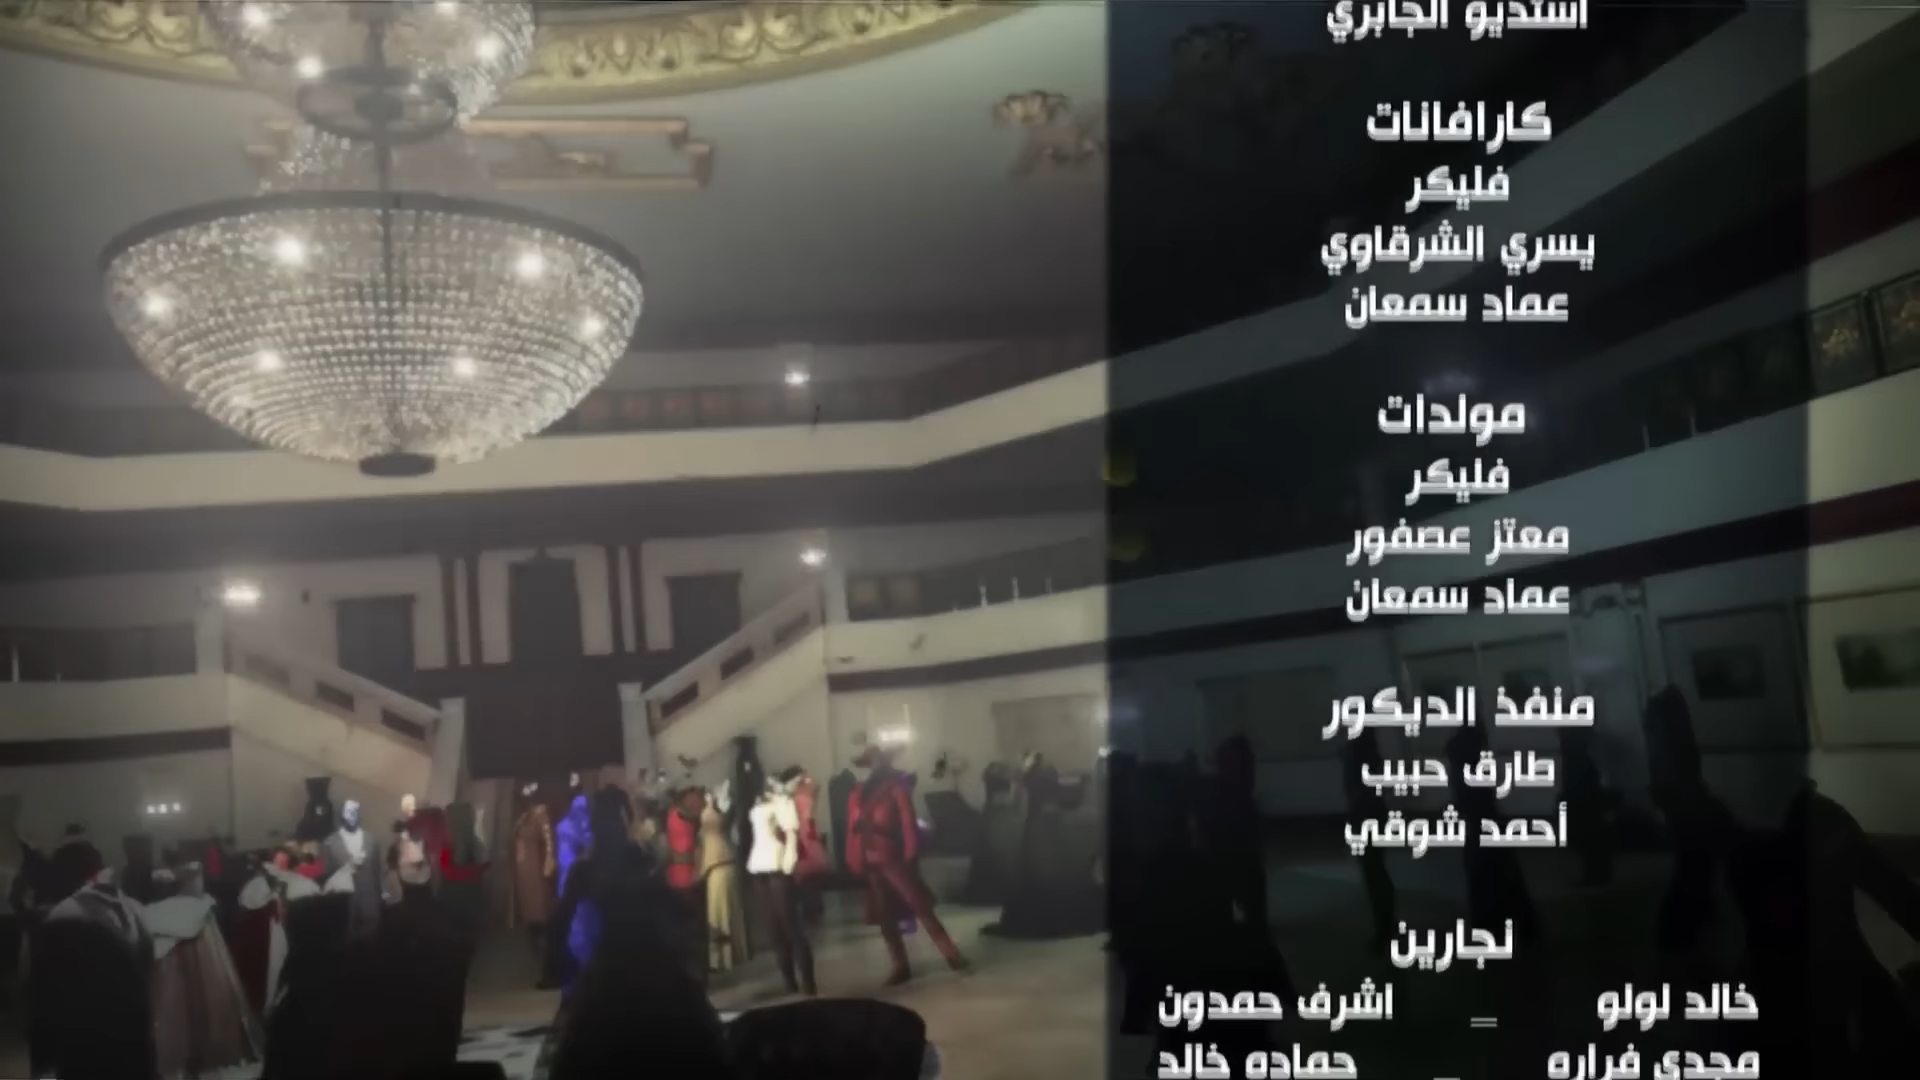 استديو الجابري
كارافانات
فليكر
يسري الشرقاوي
عماد سمعان
مولدات
فليكر
معتز عصفور
عماد سمعان
منفذ الديكور
طارق حبيب
أحمد شوقي
نجارين
خالد لولو _ اشرف حمدون
مجدي فراره _ حماده خالد